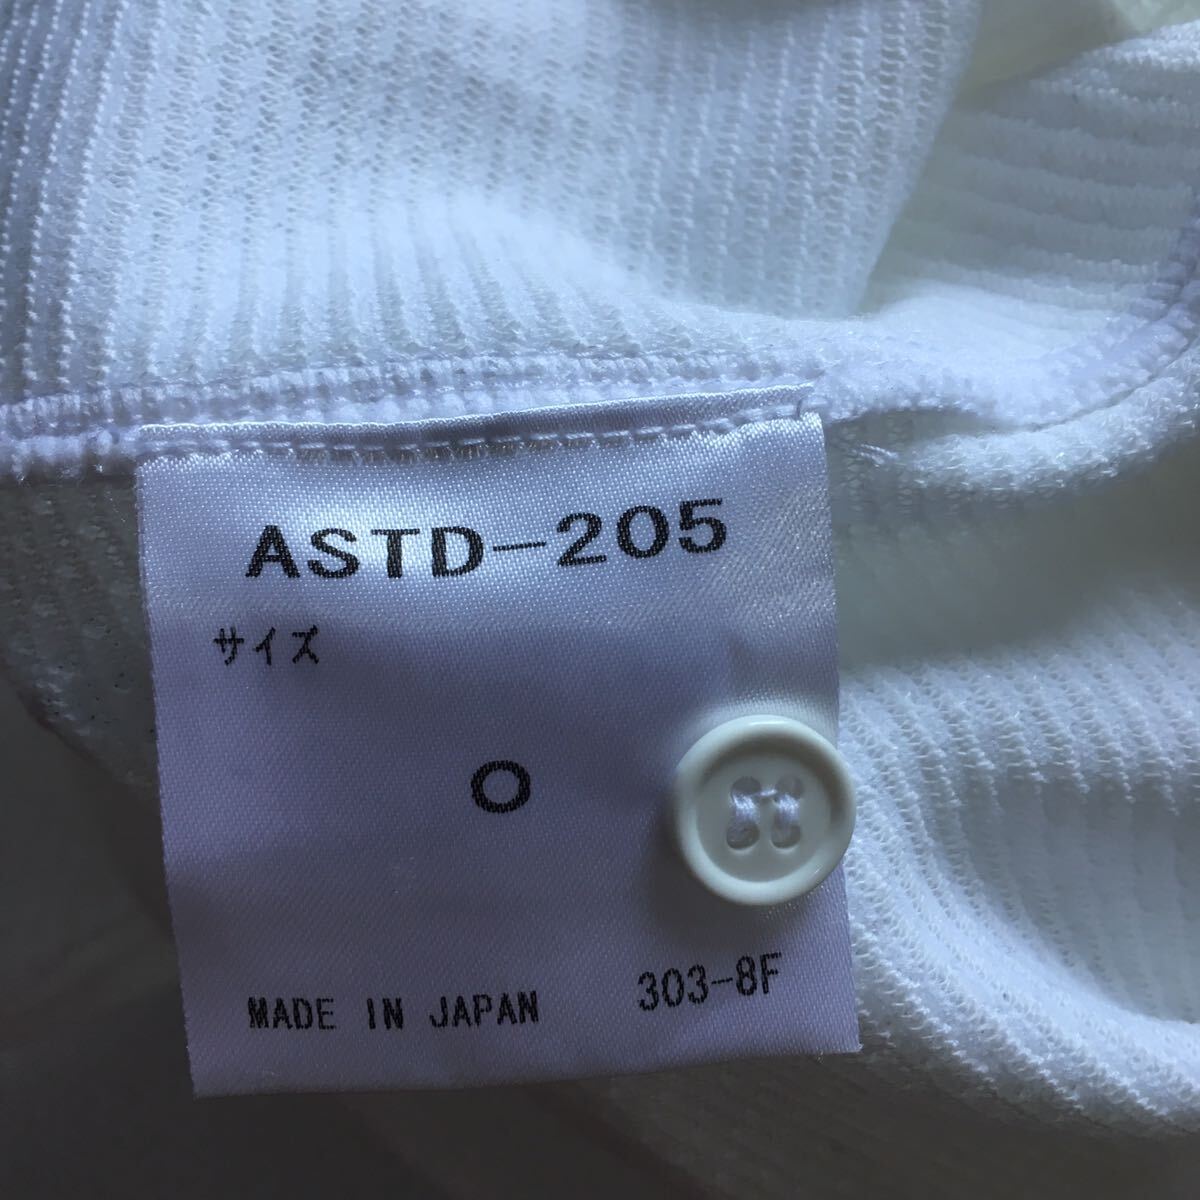 ASTD-205
サイズ
O
MADE IN JAPAN 303-8F